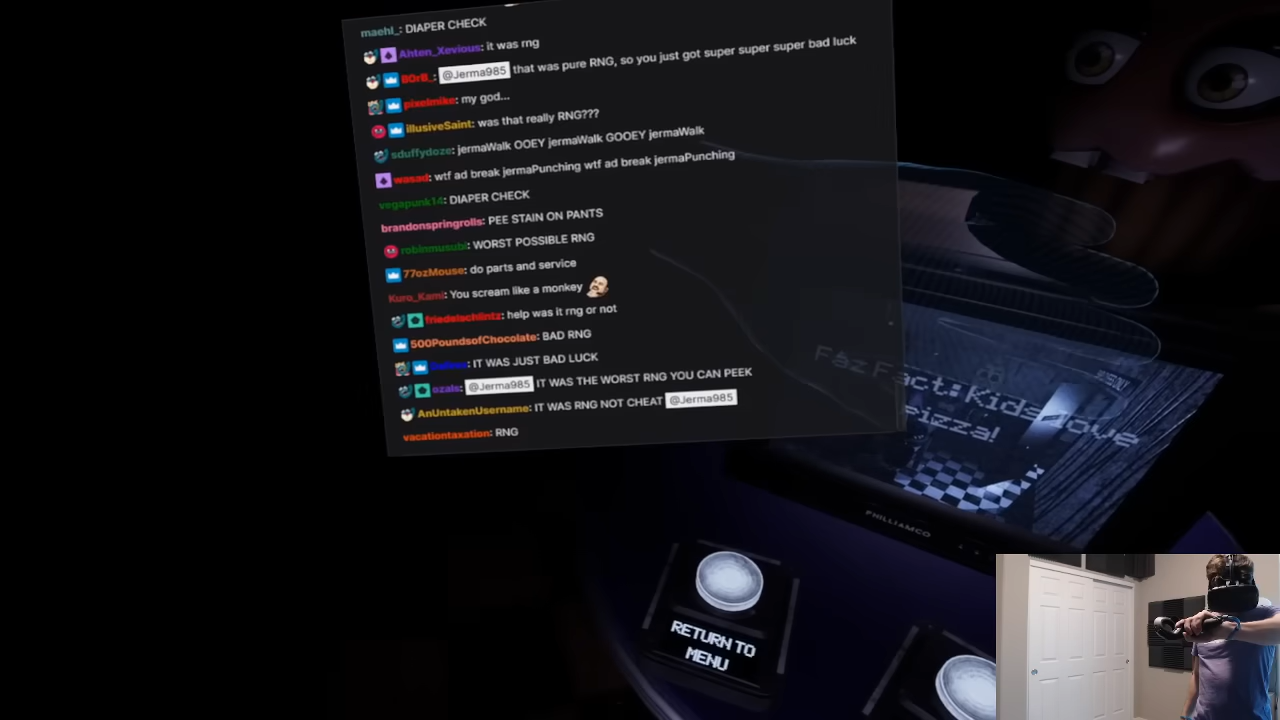 maehl_: DIAPER CHECK
Ahten_Xevious: it was rng
B0rB_: @Jerma985 that was pure RNG, so you just got super super super bad luck
pixelmike: my god...
illusiveSaint: was that really RNG???
sduffydoze: jermaWalk OOEY jermaWalk GOOEY jermaWalk
wasad: wtf ad break jermaPunching wtf ad break jermaPunching
vegapunk14: DIAPER CHECK
brandonspringrolls: PEE STAIN ON PANTS
robinmusubi: WORST POSSIBLE RNG
77ozMouse: do parts and service
Kuro_Kami: You scream like a monkey
friedelschlintz: help was it rng or not
500PoundsofChocolate: BAD RNG
IT WAS JUST BAD LUCK
ozals: @Jerma985 IT WAS THE WORST RNG YOU CAN PEEK
AnUntakenUsername: IT WAS RNG NOT CHEAT @Jerma985
vacationtaxation: RNG
Faz Fact: Kids love
pizza!
PHILLIAMCO
RETURN TO
MENU